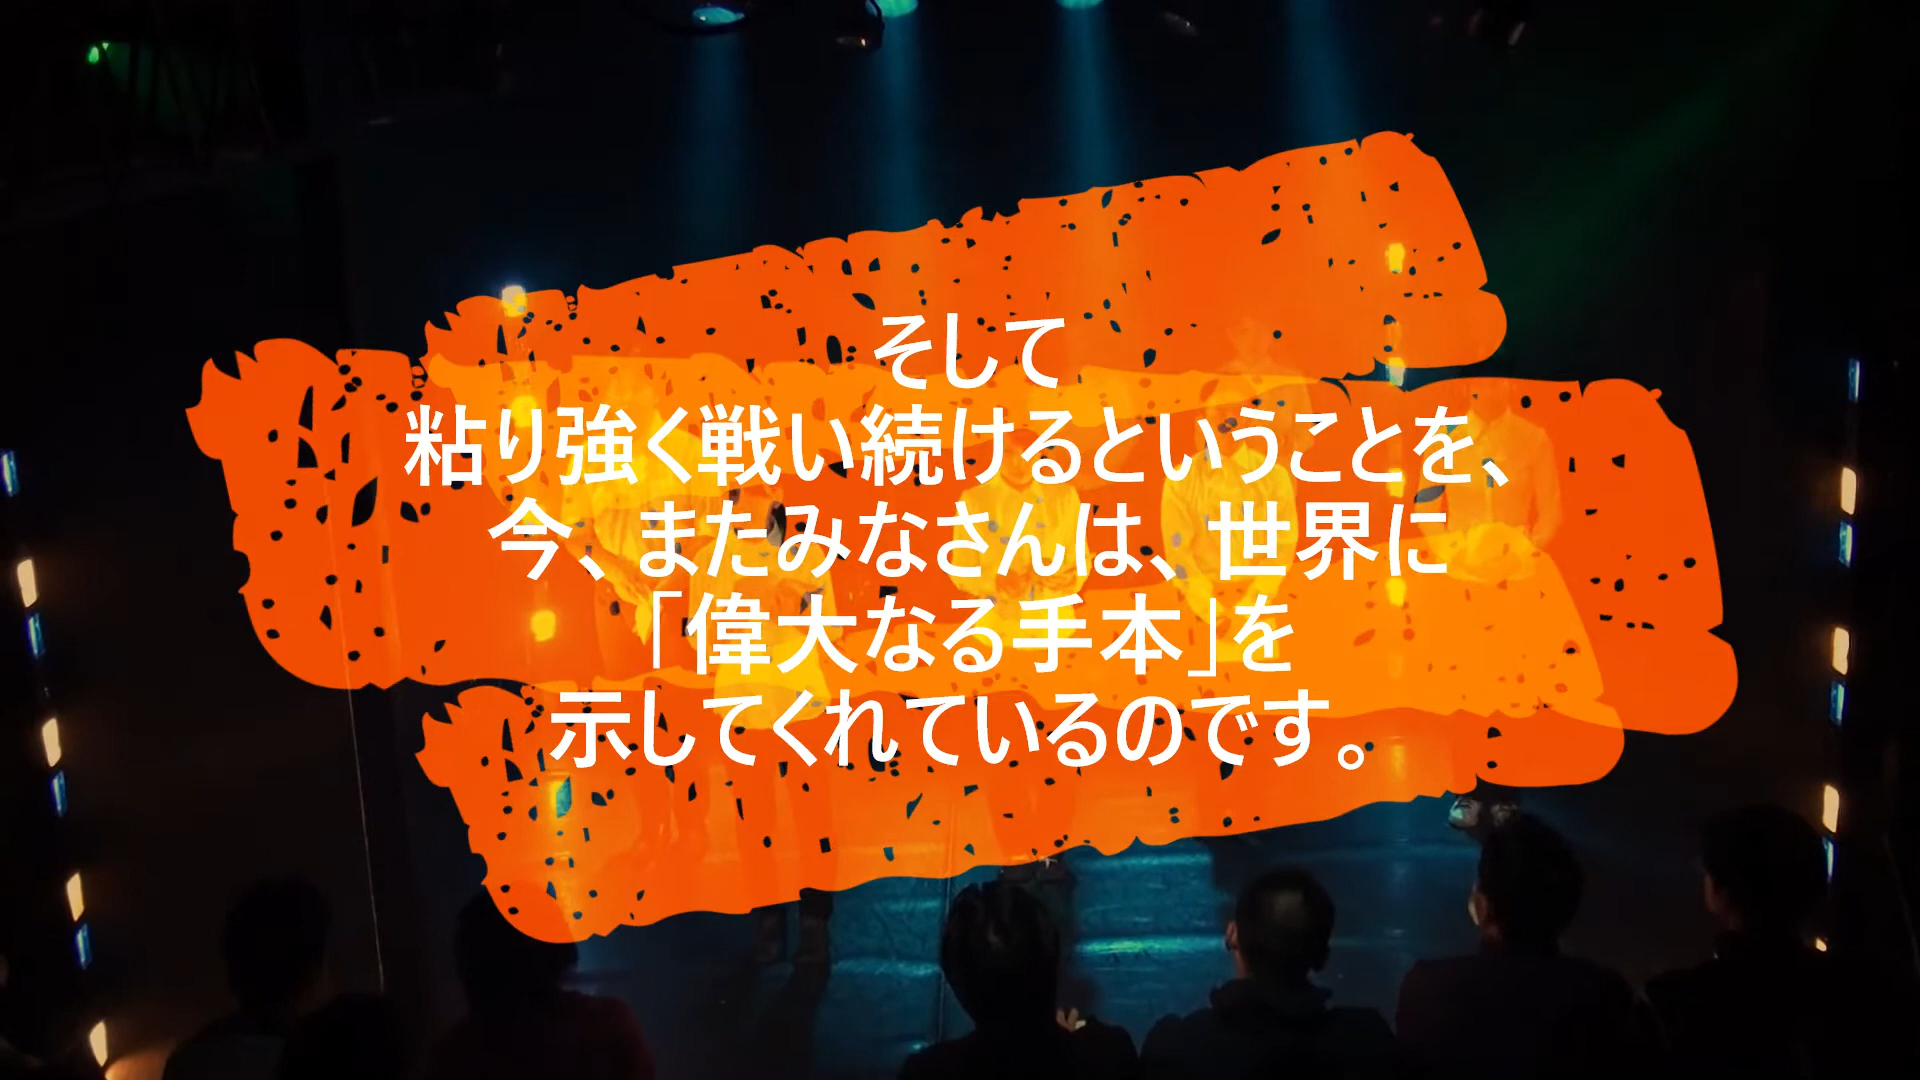 そして
粘り強く戦い続けるということを、
今、またみなさんは、世界に
「偉大なる手本」を
示してくれているのです。